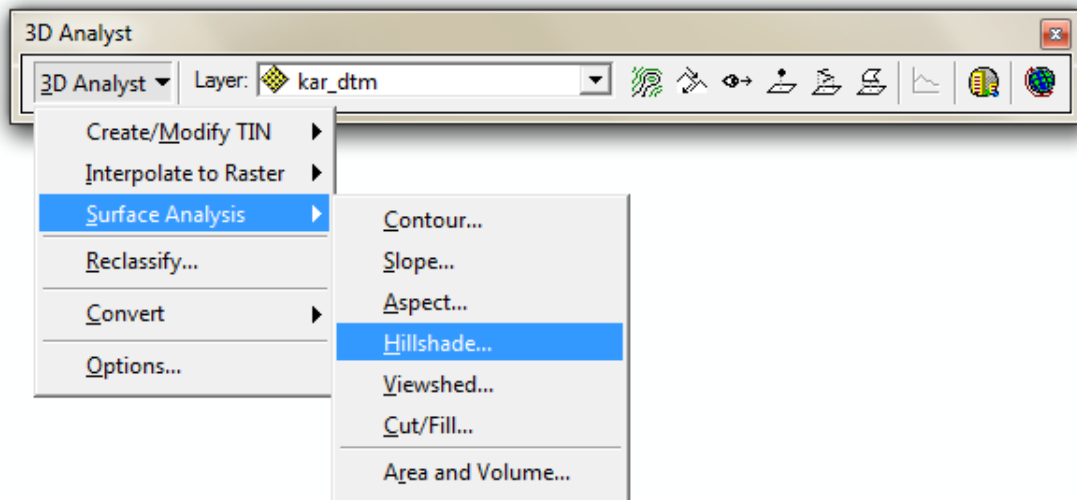 3D Analyst
3D Analyst Layer: kar_dtm
Create/Modify TIN
Interpolate to Raster
Surface Analysis
Reclassify...
Convert
Options...
Contour...
Slope...
Aspect...
Hillshade...
Viewshed...
Cut/Fill...
Area and Volume...